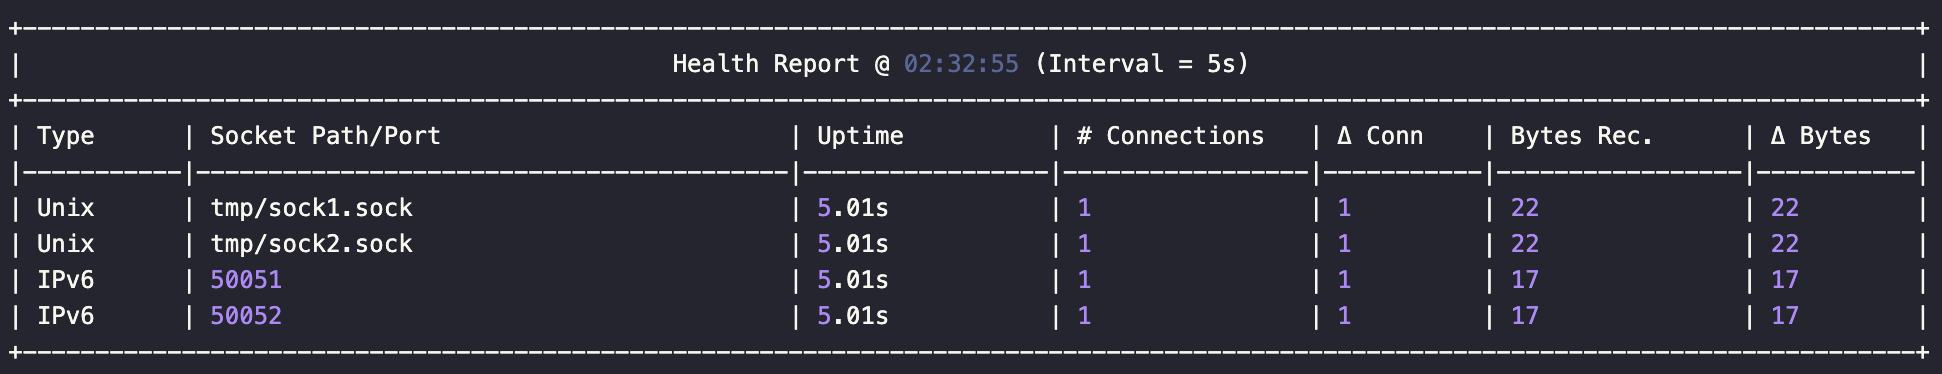 Health Report @ 02:32:55 (Interval = 5s)
| Type | Socket Path/Port | Uptime | # Connections | Δ Conn | Bytes Rec. | Δ Bytes |
| Unix | tmp/sock1.sock | 5.01s | 1 | 1 | 22 | 22 |
| Unix | tmp/sock2.sock | 5.01s | 1 | 1 | 22 | 22 |
| IPv6 | 50051 | 5.01s | 1 | 1 | 17 | 17 |
| IPv6 | 50052 | 5.01s | 1 | 1 | 17 | 17 |